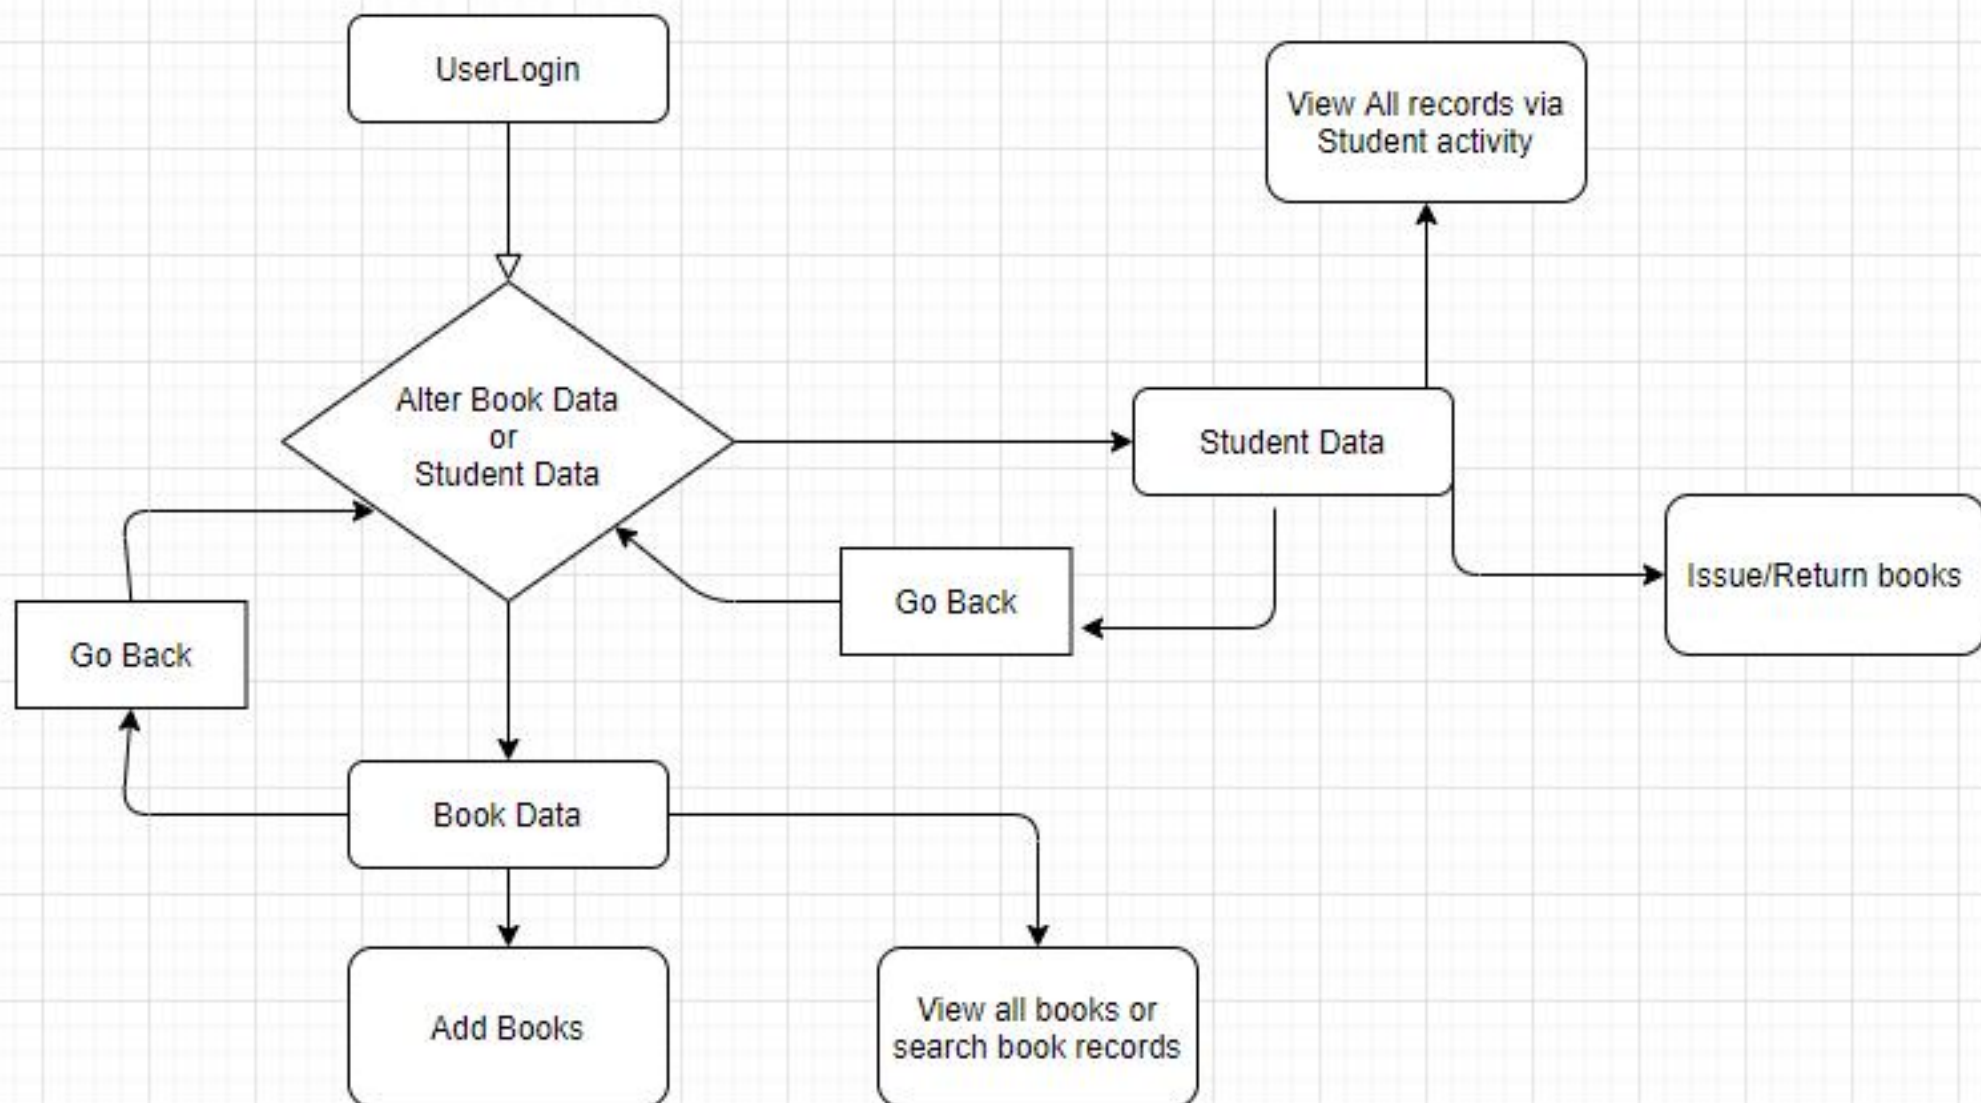 UserLogin
View All records via
Student activity
Alter Book Data
or
Student Data
Student Data
Issue/Return books
Go Back
Go Back
Book Data
Add Books
View all books or
search book records